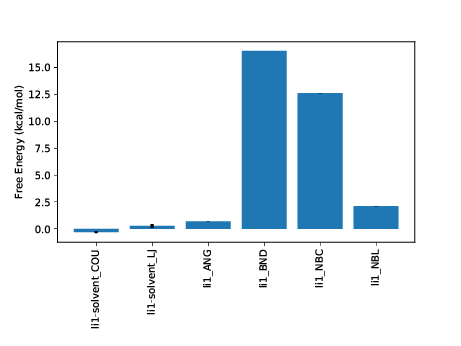 Free Energy (kcal/mol)
15.0
12.5
10.0
7.5
5.0
2.5
0.0
li1-solvent_COU
li1-solvent_LJ
li1_ANG
li1_BND
li1_NBC
li1_NBL